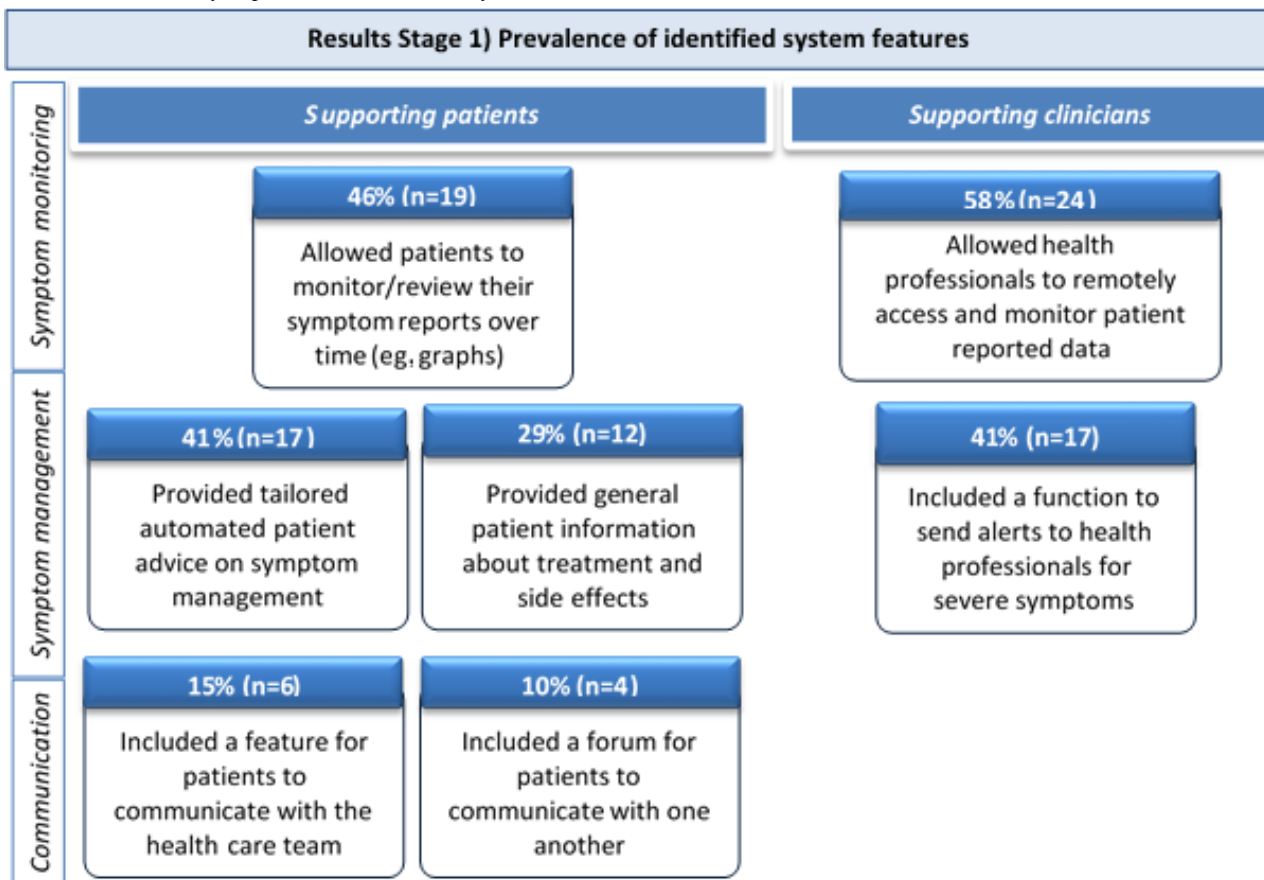 Results Stage 1) Prevalence of identified system features
Supporting patients
Supporting clinicians
Symptom monitoring
46% (n=19)
Allowed patients to
monitor/review their
symptom reports over
time (eg, graphs)
58% (n=24)
Allowed health
professionals to remotely
access and monitor patient
reported data
Symptom management
41% (n=17)
Provided tailored
automated patient
advice on symptom
management
29% (n=12)
Provided general
patient information
about treatment and
side effects
41% (n=17)
Included a function to
send alerts to health
professionals for
severe symptoms
Communication
15% (n=6)
Included a feature for
patients to
communicate with the
health care team
10% (n=4)
Included a forum for
patients to
communicate with one
another